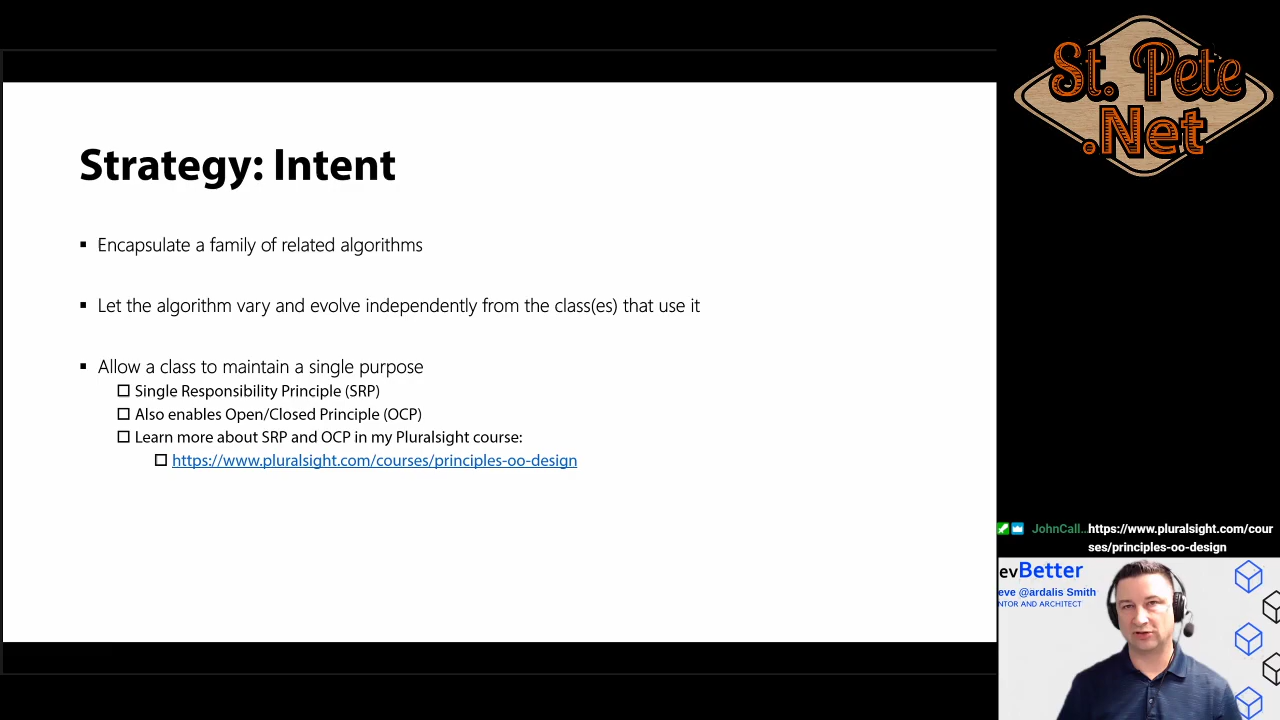 Strategy: Intent
Encapsulate a family of related algorithms
Let the algorithm vary and evolve independently from the class(es) that use it
Allow a class to maintain a single purpose
Single Responsibility Principle (SRP)
Also enables Open/Closed Principle (OCP)
Learn more about SRP and OCP in my Pluralsight course:
https://www.pluralsight.com/courses/principles-oo-design
St. Pete
.Net
JohnCall... https://www.pluralsight.com/cour
ses/principles-oo-design
evBetter
eve @ardalis Smith
NTOR AND ARCHITECT